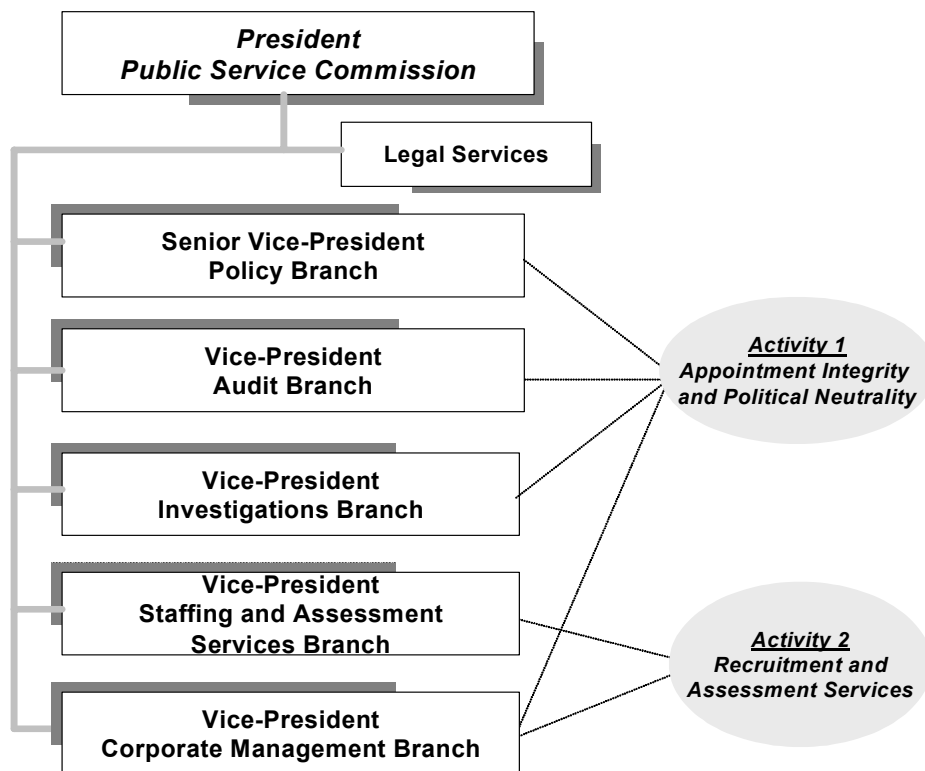 President
Public Service Commission
Legal Services
Senior Vice-President
Policy Branch
Vice-President
Audit Branch
Vice-President
Investigations Branch
Vice-President
Staffing and Assessment
Services Branch
Vice-President
Corporate Management Branch
Activity 1
Appointment Integrity
and Political Neutrality
Activity 2
Recruitment and
Assessment Services